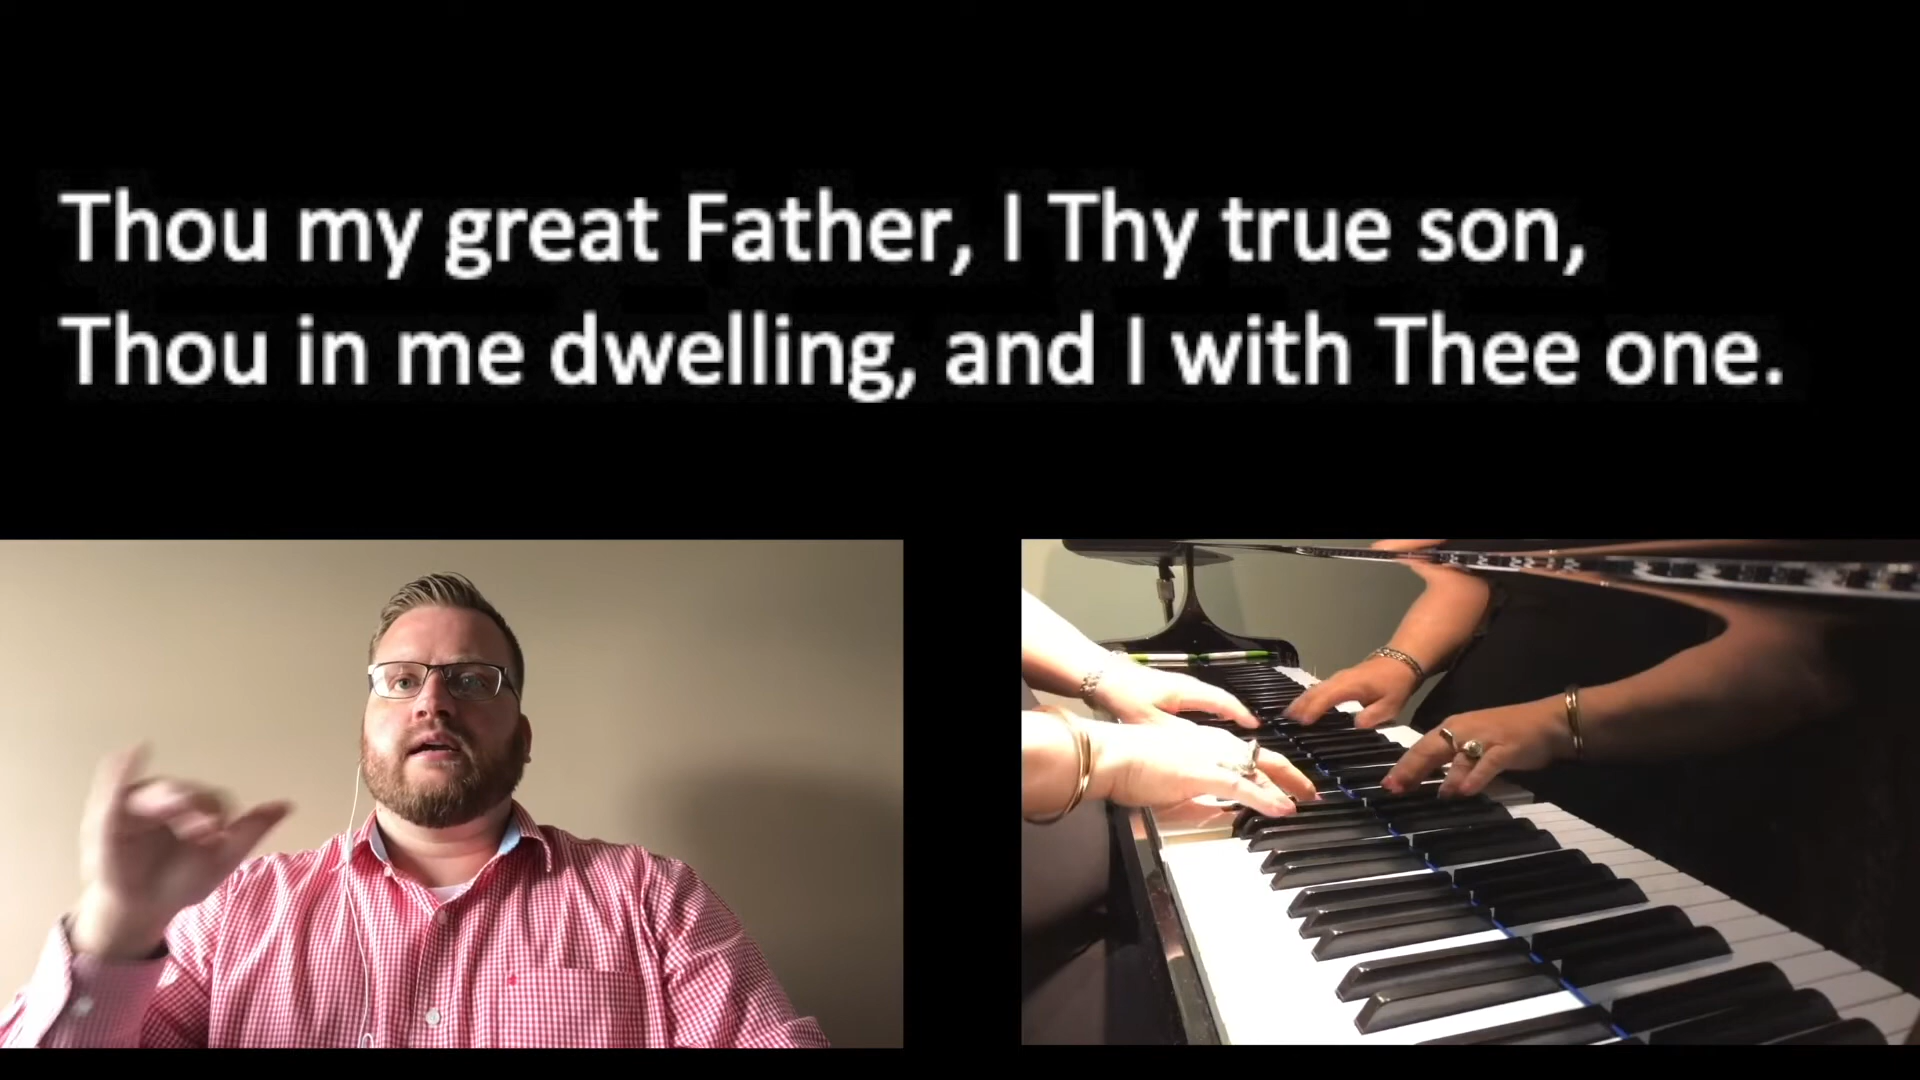 Thou my great Father, I Thy true son,
Thou in me dwelling, and I with Thee one.